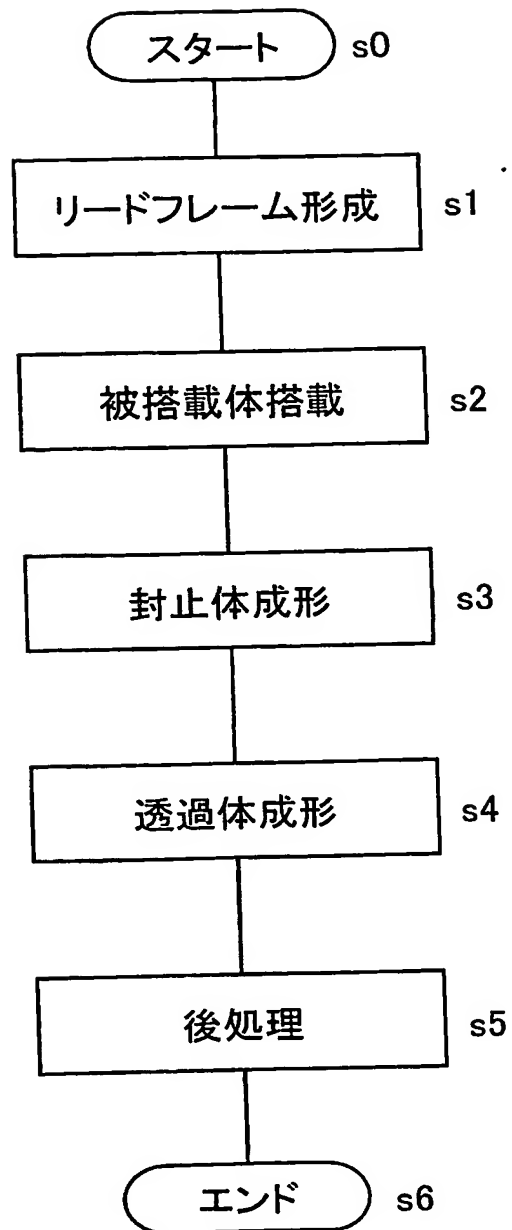 スタート s0
リードフレーム形成 s1
被搭載体搭載 s2
封止体成形 s3
透過体成形 s4
後処理 s5
エンド s6